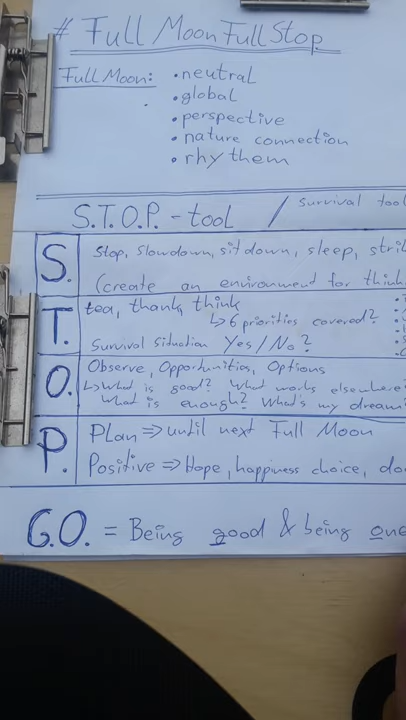 # Full Moon Full Stop
Full Moon: • neutral
• global
• perspective
• nature connection
• rhythem
S.T.O.P. - tool / survival tool
S. Stop, slowdown, sit down, sleep,
(create an environment for think
T. tea, thank, think
↳ 6 priorities covered?
Survival situation Yes/No?
O. Observe, Opportunities, Options
↳ What is good? What works elsewhere
What is enough? What's my dream
P. Plan ⇒ until next Full Moon
Positive ⇒ Hope, happiness choice,
G.O. = Being good & being one